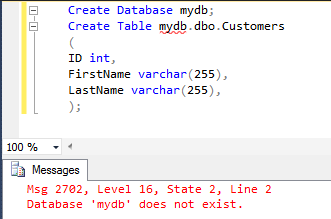 Create Database mydb;
Create Table mydb.dbo.Customers
(
ID int,
FirstName varchar(255),
LastName varchar(255),
);
100 %
Messages
Msg 2702, Level 16, State 2, Line 2
Database 'mydb' does not exist.